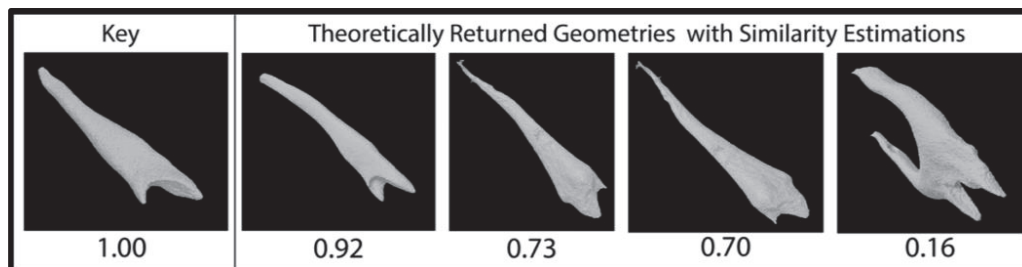 Key
Theoretically Returned Geometries with Similarity Estimations
1.00
0.92
0.73
0.70
0.16